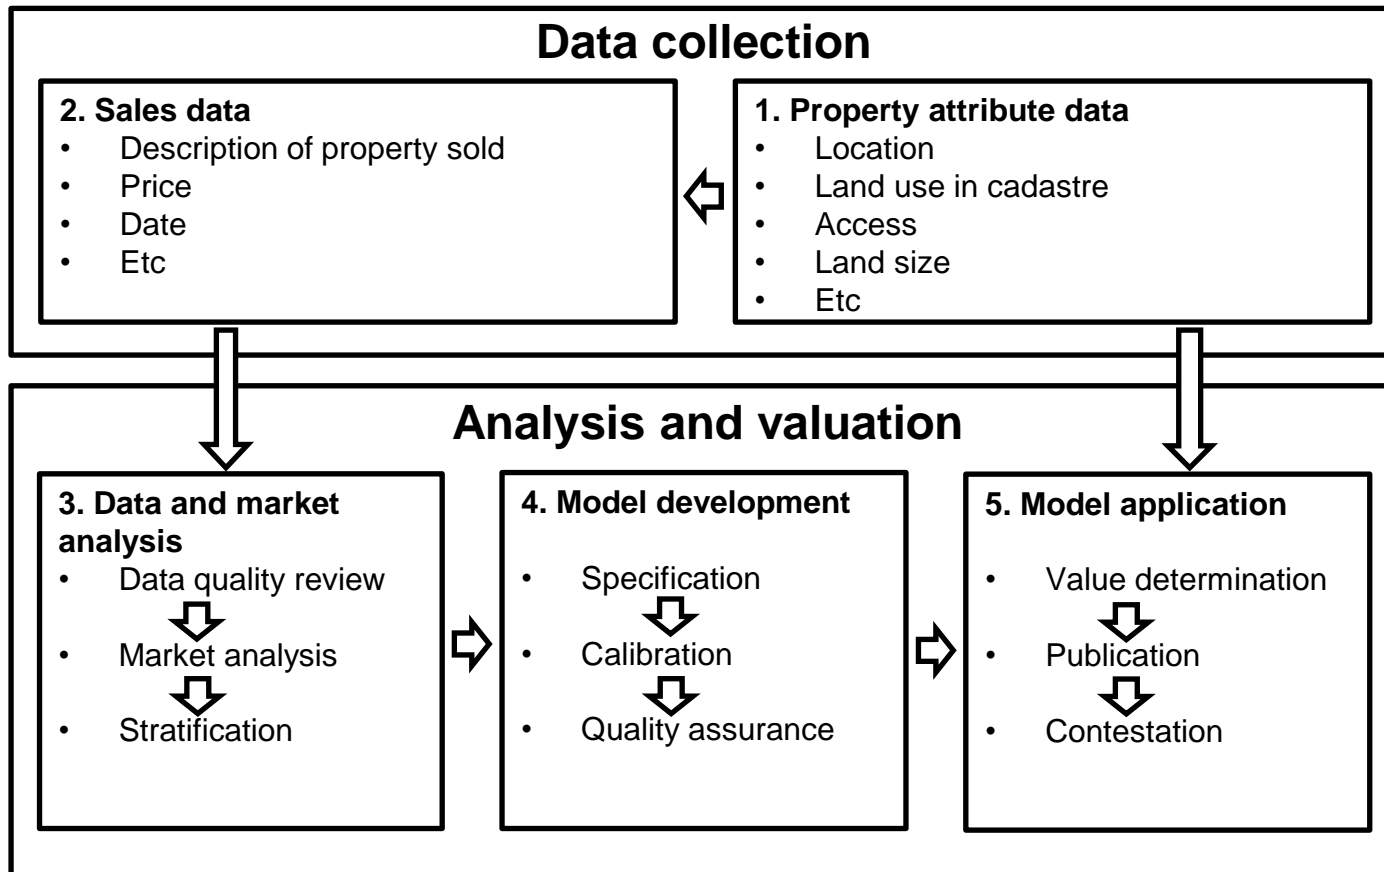 Data collection
2. Sales data
• Description of property sold
• Price
• Date
• Etc
1. Property attribute data
• Location
• Land use in cadastre
• Access
• Land size
• Etc
Analysis and valuation
3. Data and market
analysis
• Data quality review
• Market analysis
• Stratification
4. Model development
• Specification
• Calibration
• Quality assurance
5. Model application
• Value determination
• Publication
• Contestation